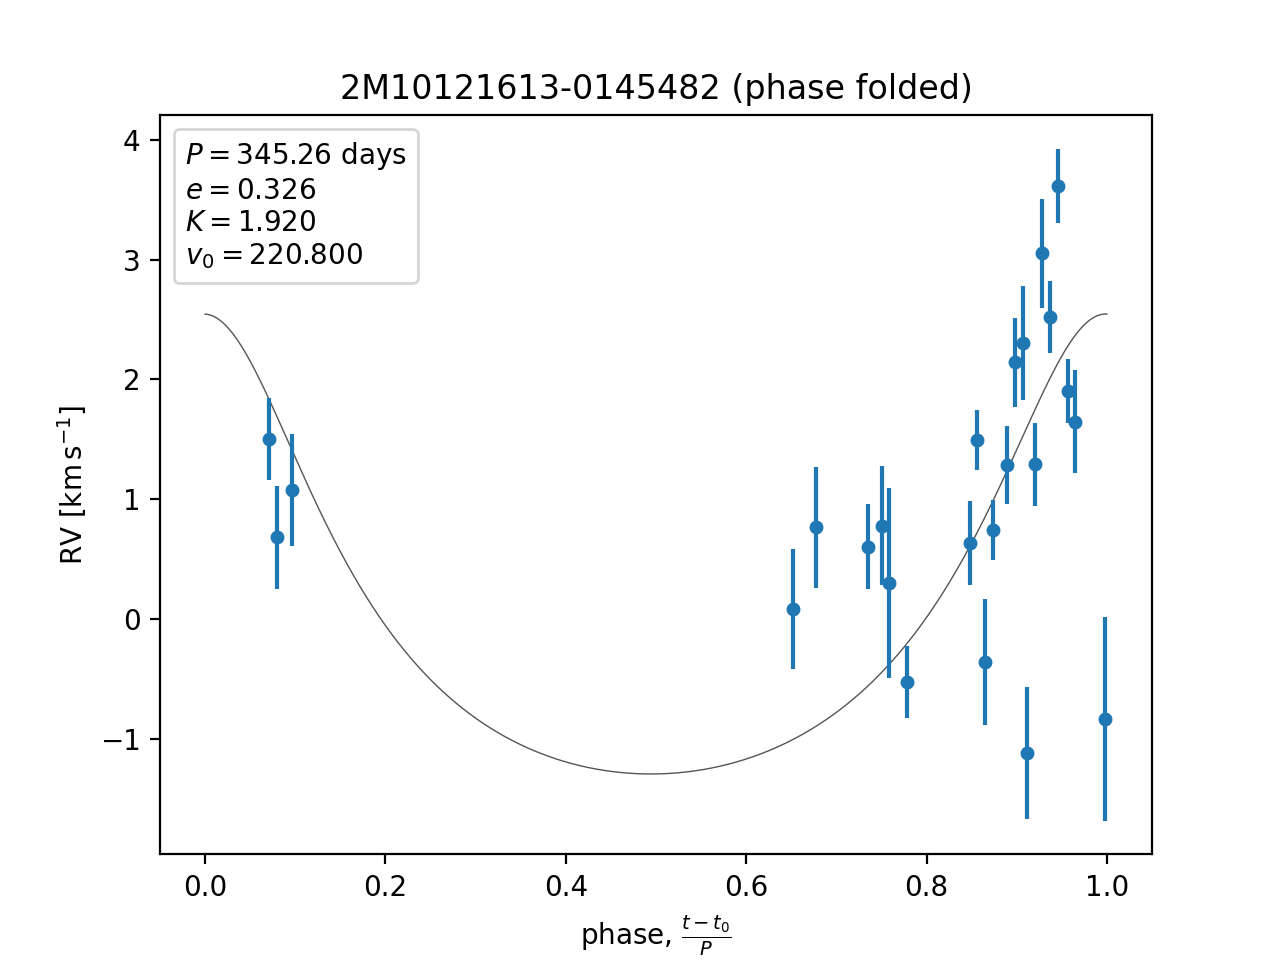 2M10121613-0145482 (phase folded)
P = 345.26 days
e = 0.326
K = 1.920
v₀ = 220.800
4
3
2
1
0
−1
RV [km s⁻¹]
0.0 0.2 0.4 0.6 0.8 1.0
phase, (t − t₀)/P